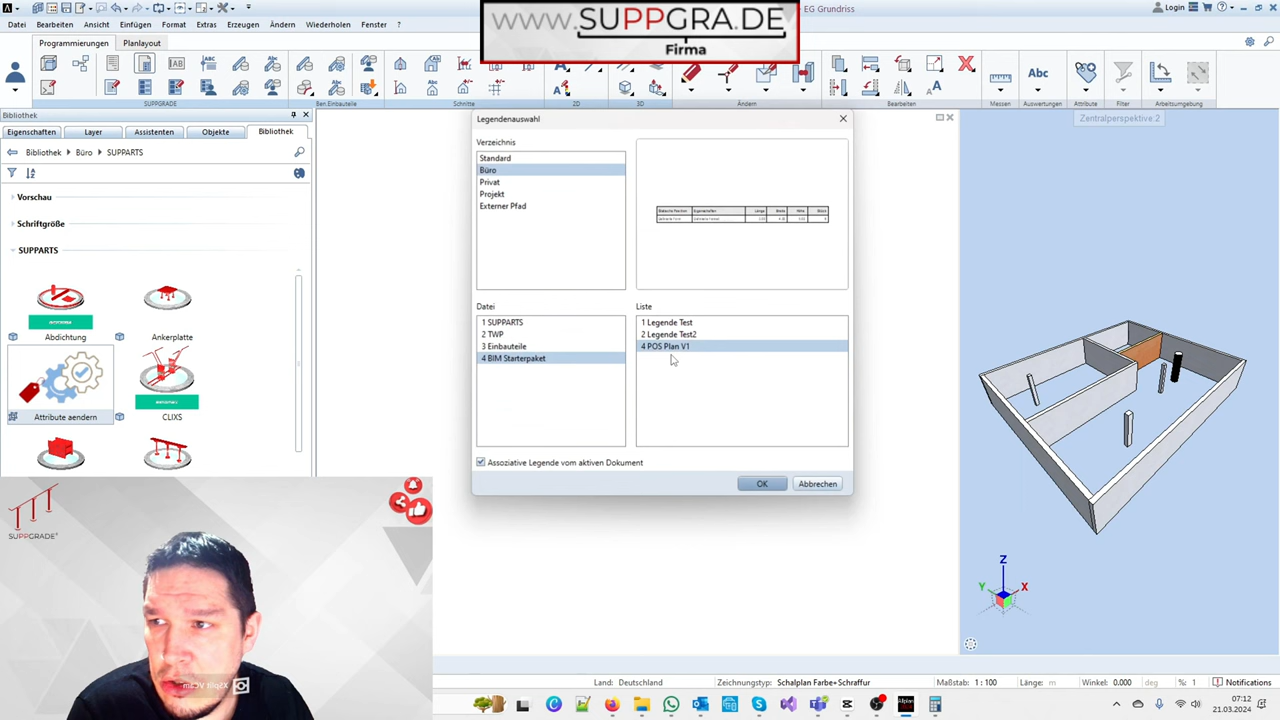 EG Grundriss
Login
Datei Bearbeiten Ansicht Einfügen Format Extras Erzeugen Ändern Wiederholen Fenster
www.SUPPGRA.DE
Firma
Programmierungen Planlayout
SUPPGRADE Ben.Einbauteile Schnitte 2D 3D Ändern Bearbeiten Messen Auswertungen Attribute Filter Arbeitsumgebung
Abc
Bibliothek
Eigenschaften Layer Assistenten Objekte Bibliothek
Bibliothek Büro SUPPARTS
Vorschau
Schriftgröße
SUPPARTS
Abdichtung Ankerplatte
Attribute aendern CLIXS
Legendenauswahl
Verzeichnis
Standard
Büro
Privat
Projekt
Externer Pfad
Datei
1 SUPPARTS
2 TWP
3 Einbauteile
4 BIM Starterpaket
Liste
1 Legende Test
2 Legende Test2
4 POS Plan V1
Assoziative Legende vom aktiven Dokument
OK Abbrechen
Zentralperspektive:2
Z
Y X
SUPPGRADE®
XSplit VCam
Land: Deutschland Zeichnungstyp: Schalplan Farbe+Schraffur Maßstab: 1 : 100 Länge: m Winkel: 0.000 deg %: 1 Notifications
07:12
21.03.2024